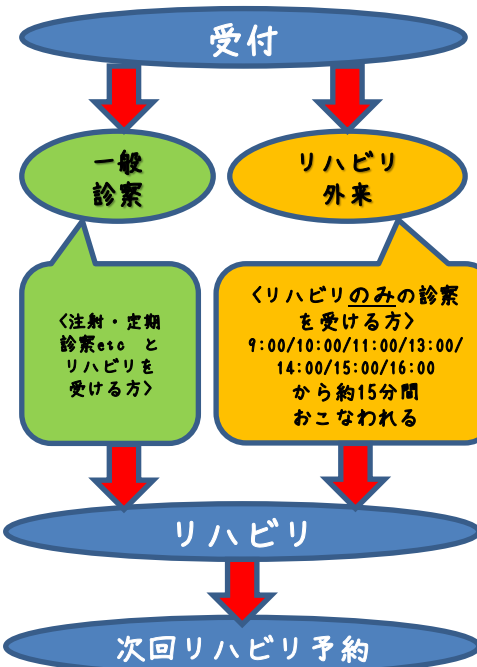 受付
一般
診察
リハビリ
外来
<注射・定期
診察etc と
リハビリを
受ける方>
<リハビリのみの診察
を受ける方>
9:00/10:00/11:00/13:00/
14:00/15:00/16:00
から約15分間
おこなわれる
リハビリ
次回リハビリ予約